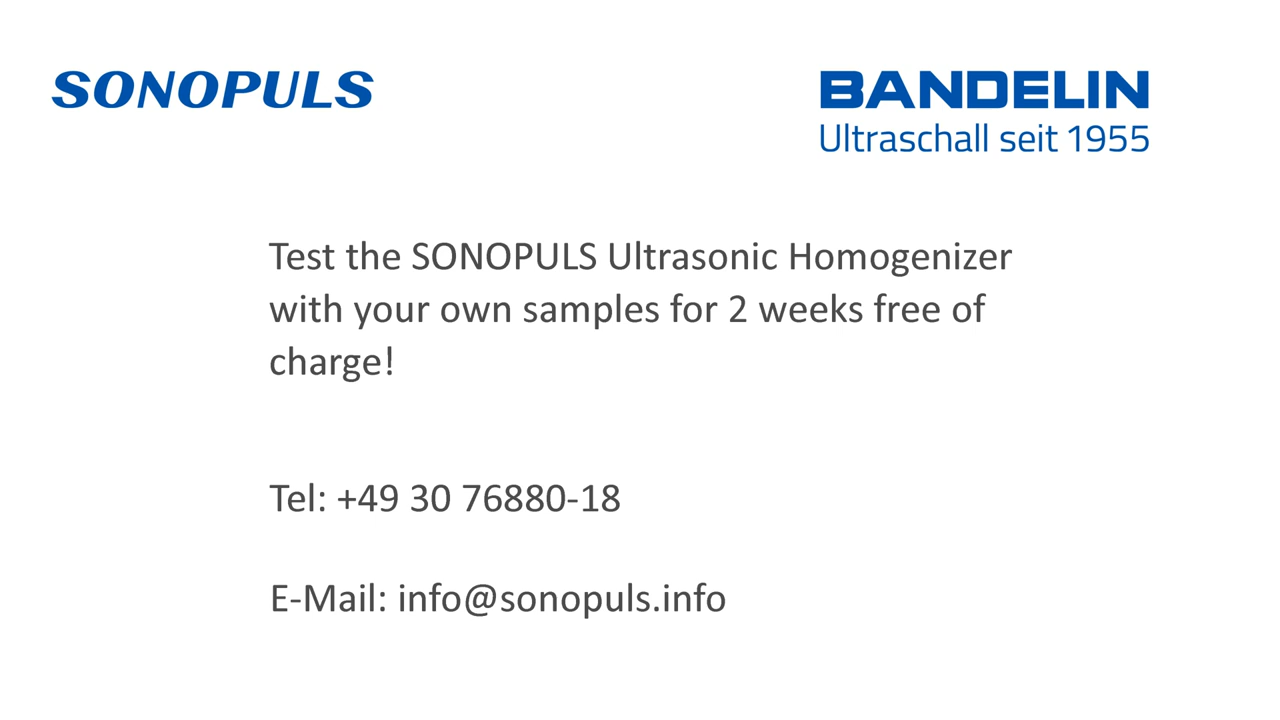 SONOPULS
BANDELIN
Ultraschall seit 1955
Test the SONOPULS Ultrasonic Homogenizer
with your own samples for 2 weeks free of
charge!
Tel: +49 30 76880-18
E-Mail: info@sonopuls.info